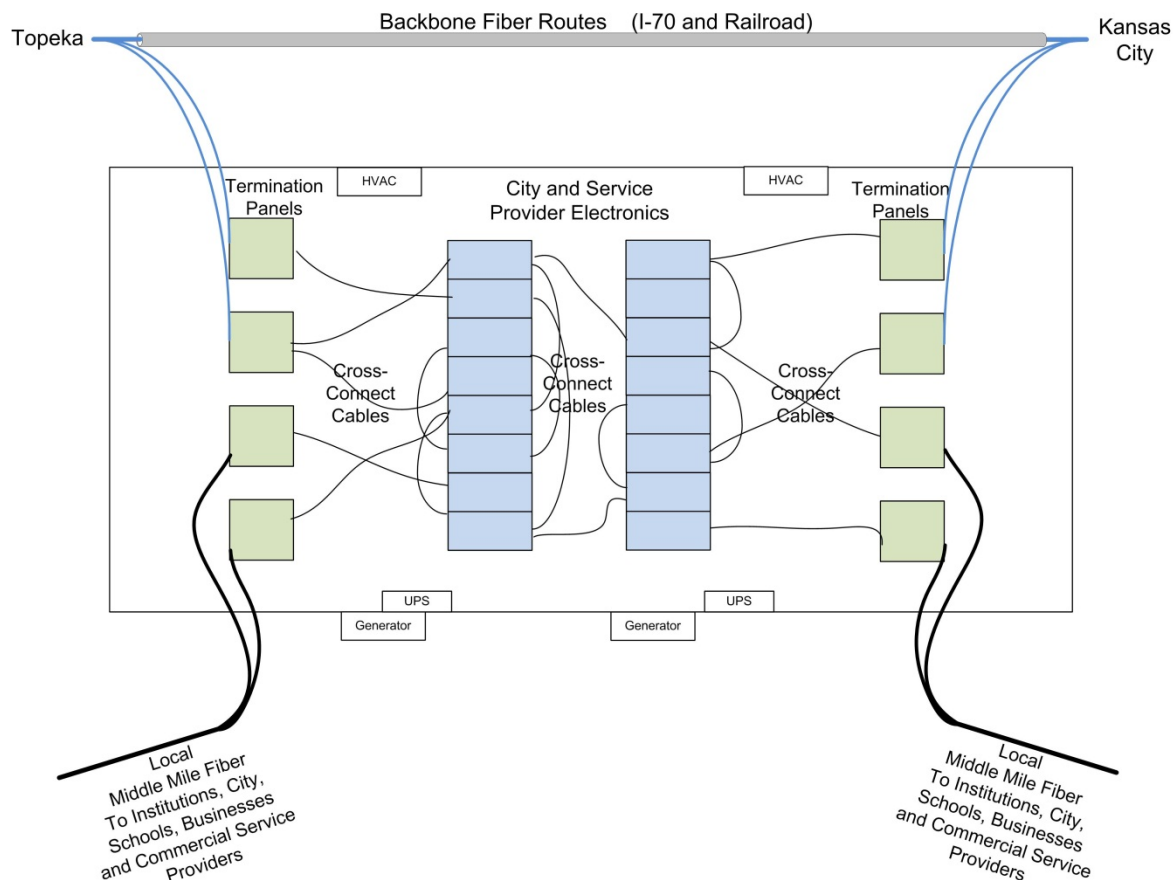 Backbone Fiber Routes (I-70 and Railroad)
Topeka
Kansas
City
HVAC
HVAC
Termination
Panels
City and Service
Provider Electronics
Termination
Panels
Cross-
Connect
Cables
Cross-
Connect
Cables
Cross-
Connect
Cables
UPS
UPS
Generator
Generator
Local
Middle Mile Fiber
To Institutions, City,
Schools, Businesses
and Commercial Service
Providers
Local
Middle Mile Fiber
To Institutions, City,
Schools, Businesses
and Commercial Service
Providers